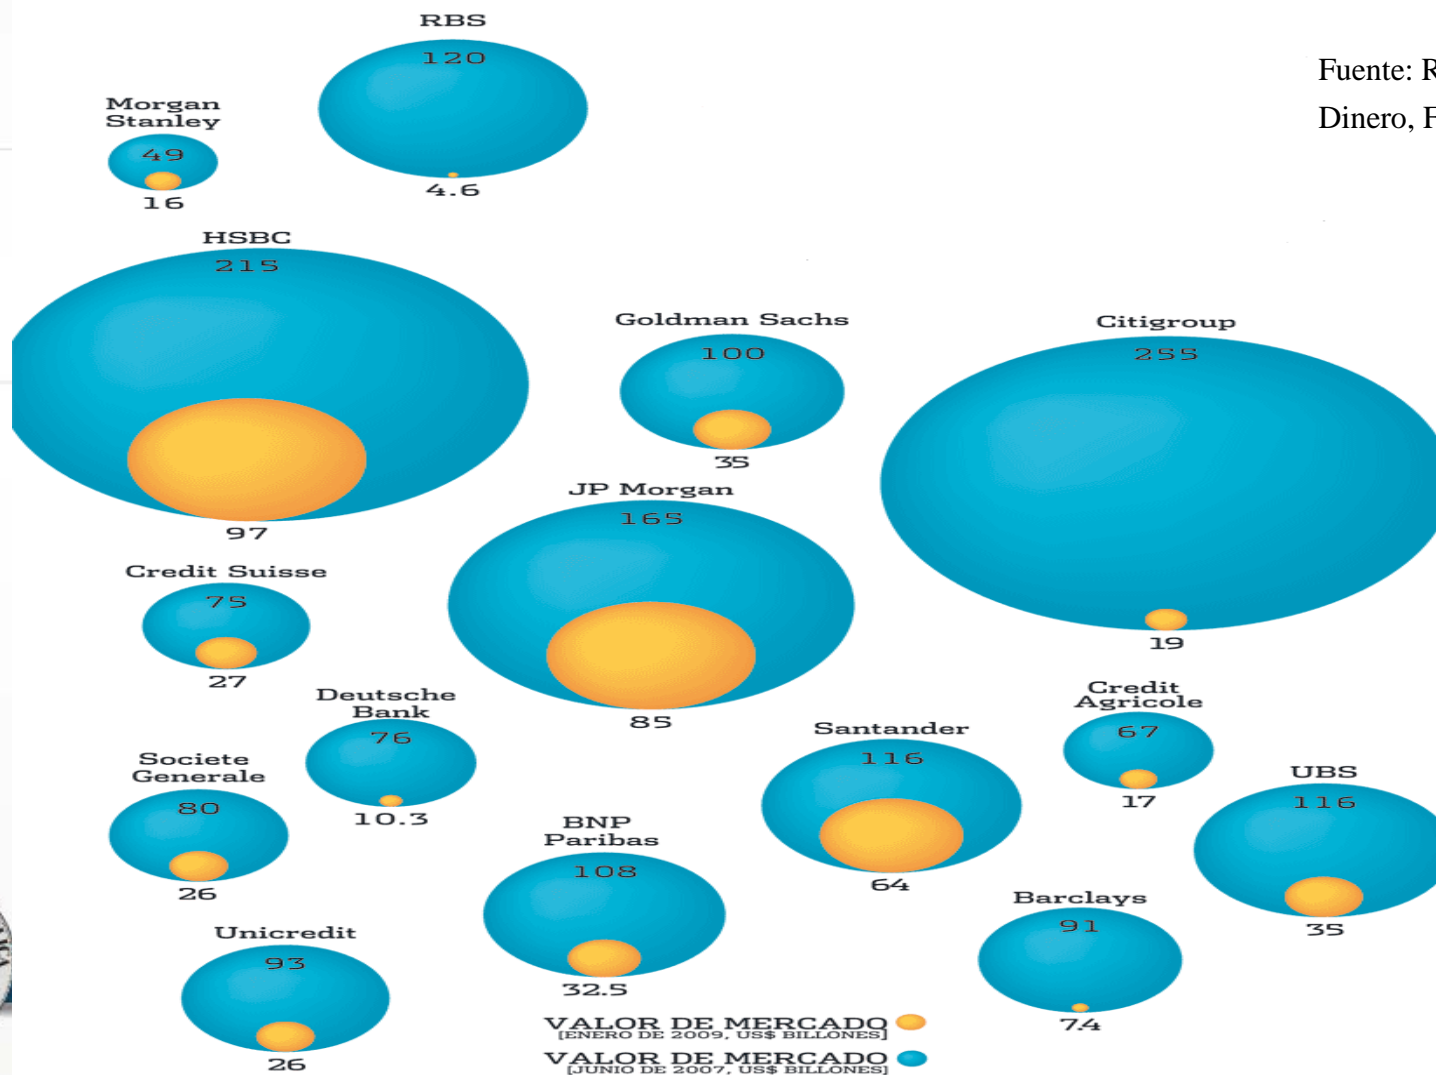 RBS
120
4.6
Fuente: R
Dinero, F
Morgan
Stanley
49
16
HSBC
215
97
Goldman Sachs
100
35
Citigroup
255
19
JP Morgan
165
85
Credit Suisse
75
27
Deutsche
Bank
76
10.3
Credit
Agricole
67
17
Santander
116
64
Societe
Generale
80
26
UBS
116
35
BNP
Paribas
108
32.5
Barclays
91
7.4
Unicredit
93
26
VALOR DE MERCADO
[ENERO DE 2009, US$ BILLONES]
VALOR DE MERCADO
[JUNIO DE 2007, US$ BILLONES]